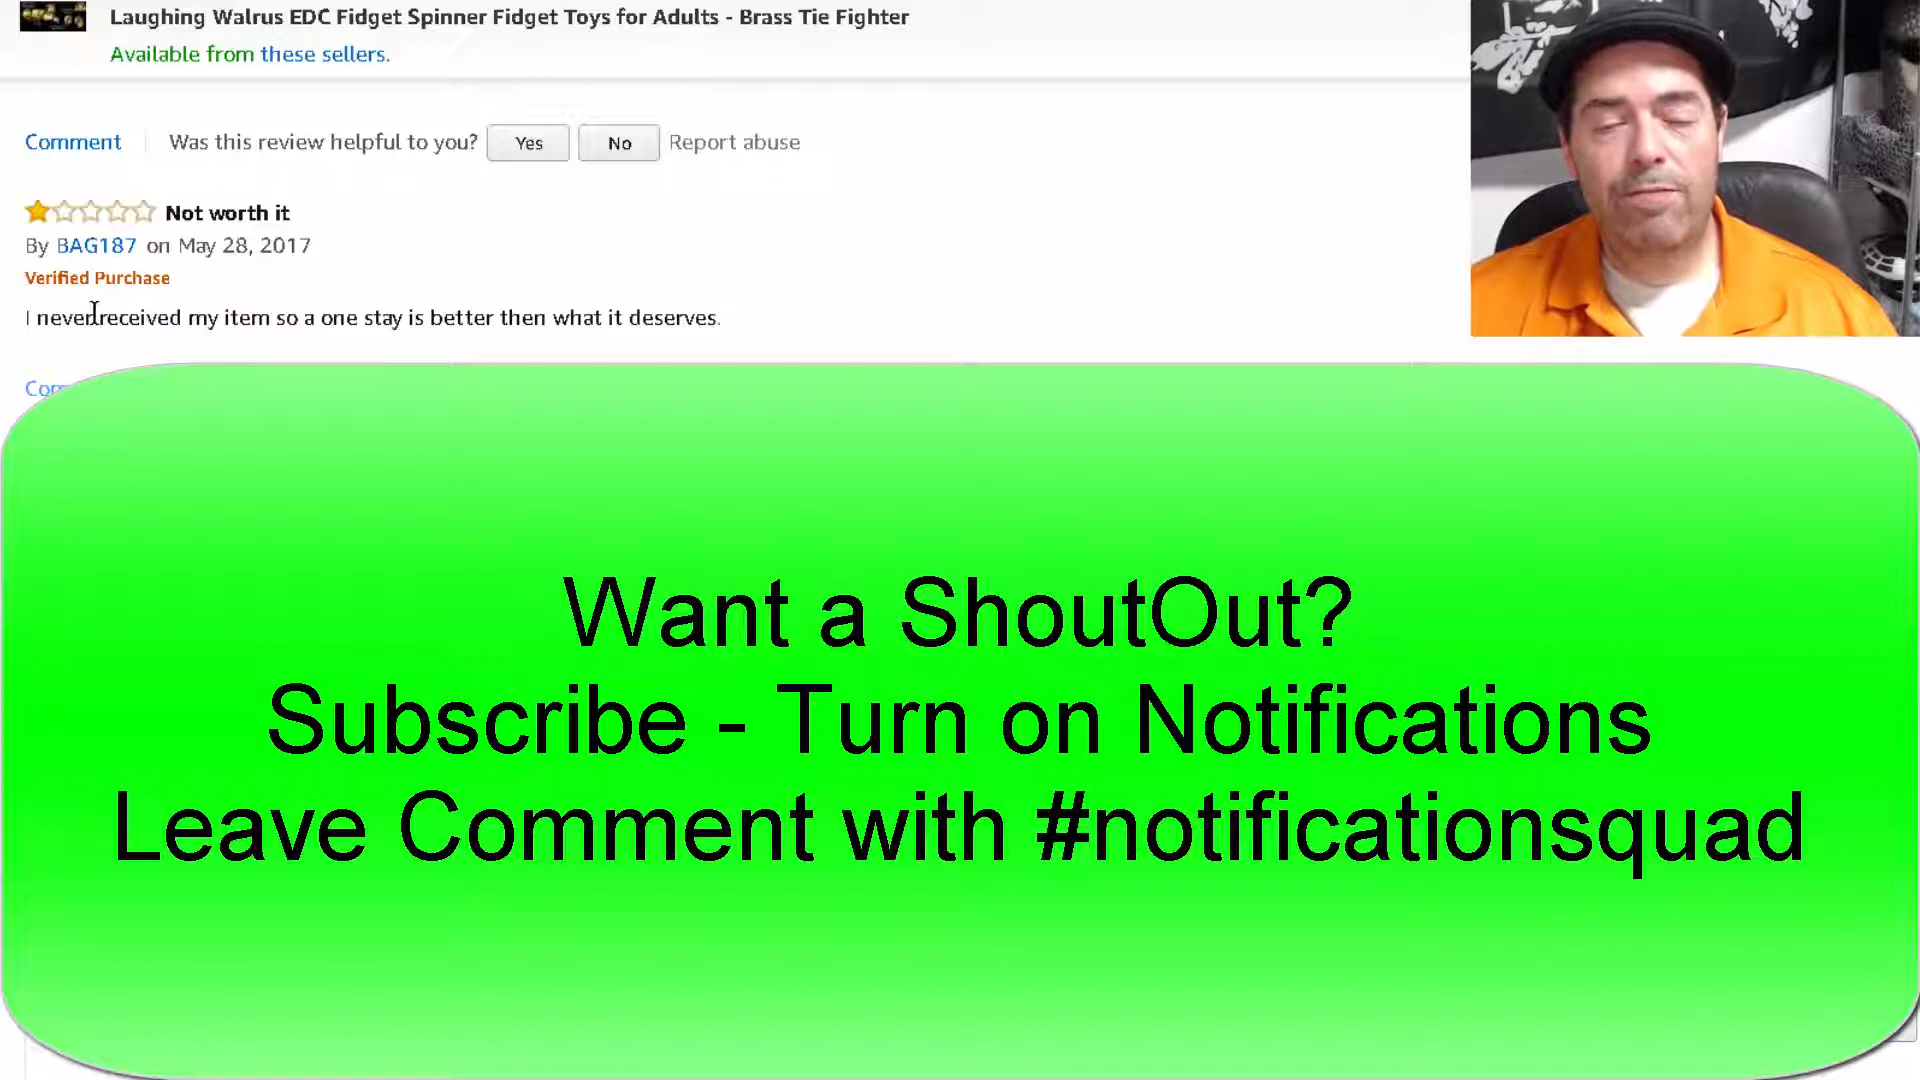 Laughing Walrus EDC Fidget Spinner Fidget Toys for Adults - Brass Tie Fighter
Available from these sellers.
Comment Was this review helpful to you? Yes No Report abuse
Not worth it
By BAG187 on May 28, 2017
Verified Purchase
I never received my item so a one stay is better then what it deserves.
Want a ShoutOut?
Subscribe - Turn on Notifications
Leave Comment with #notificationsquad